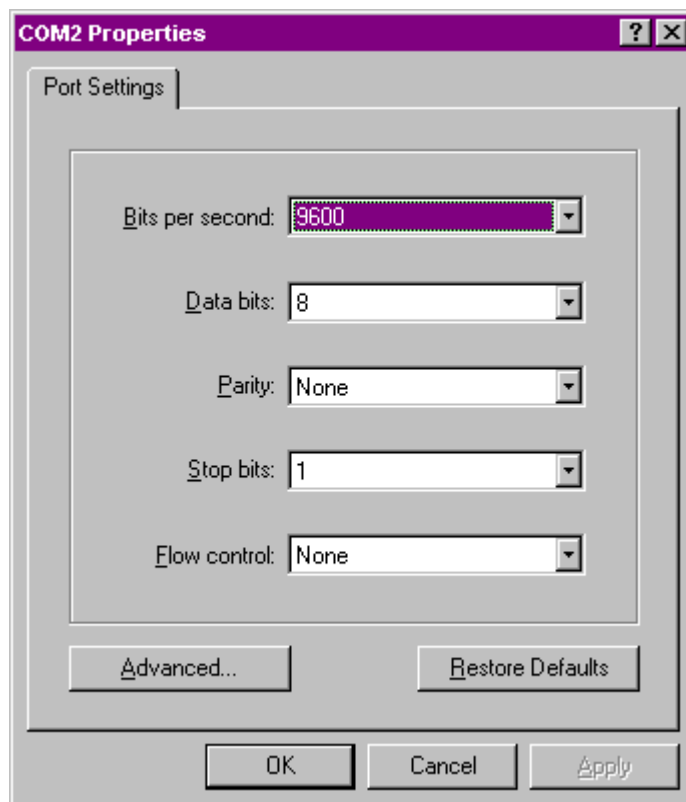 COM2 Properties
Port Settings
Bits per second: 9600
Data bits: 8
Parity: None
Stop bits: 1
Flow control: None
Advanced... Restore Defaults
OK Cancel Apply